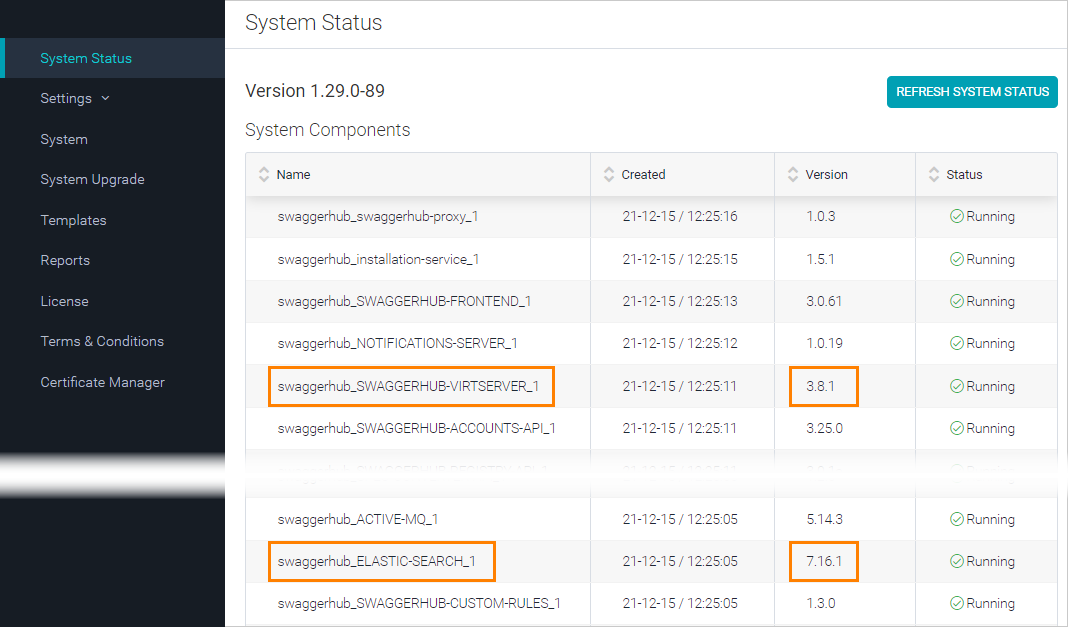 System Status
System Status
Settings
System
System Upgrade
Templates
Reports
License
Terms & Conditions
Certificate Manager
Version 1.29.0-89
REFRESH SYSTEM STATUS
System Components
Name Created Version Status
swaggerhub_swaggerhub-proxy_1 21-12-15 / 12:25:16 1.0.3 Running
swaggerhub_installation-service_1 21-12-15 / 12:25:15 1.5.1 Running
swaggerhub_SWAGGERHUB-FRONTEND_1 21-12-15 / 12:25:13 3.0.61 Running
swaggerhub_NOTIFICATIONS-SERVER_1 21-12-15 / 12:25:12 1.0.19 Running
swaggerhub_SWAGGERHUB-VIRTSERVER_1 21-12-15 / 12:25:11 3.8.1 Running
swaggerhub_SWAGGERHUB-ACCOUNTS-API_1 21-12-15 / 12:25:11 3.25.0 Running
swaggerhub_ACTIVE-MQ_1 21-12-15 / 12:25:05 5.14.3 Running
swaggerhub_ELASTIC-SEARCH_1 21-12-15 / 12:25:05 7.16.1 Running
swaggerhub_SWAGGERHUB-CUSTOM-RULES_1 21-12-15 / 12:25:05 1.3.0 Running